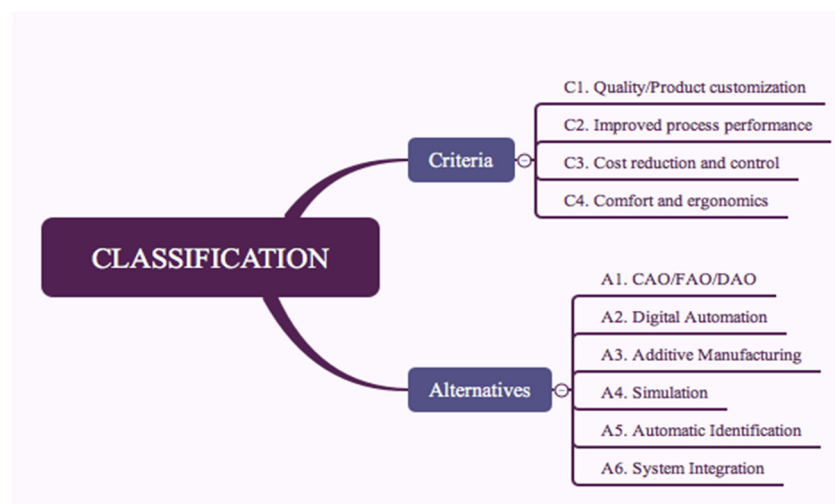 CLASSIFICATION
Criteria
C1. Quality/Product customization
C2. Improved process performance
C3. Cost reduction and control
C4. Comfort and ergonomics
Alternatives
A1. CAO/FAO/DAO
A2. Digital Automation
A3. Additive Manufacturing
A4. Simulation
A5. Automatic Identification
A6. System Integration